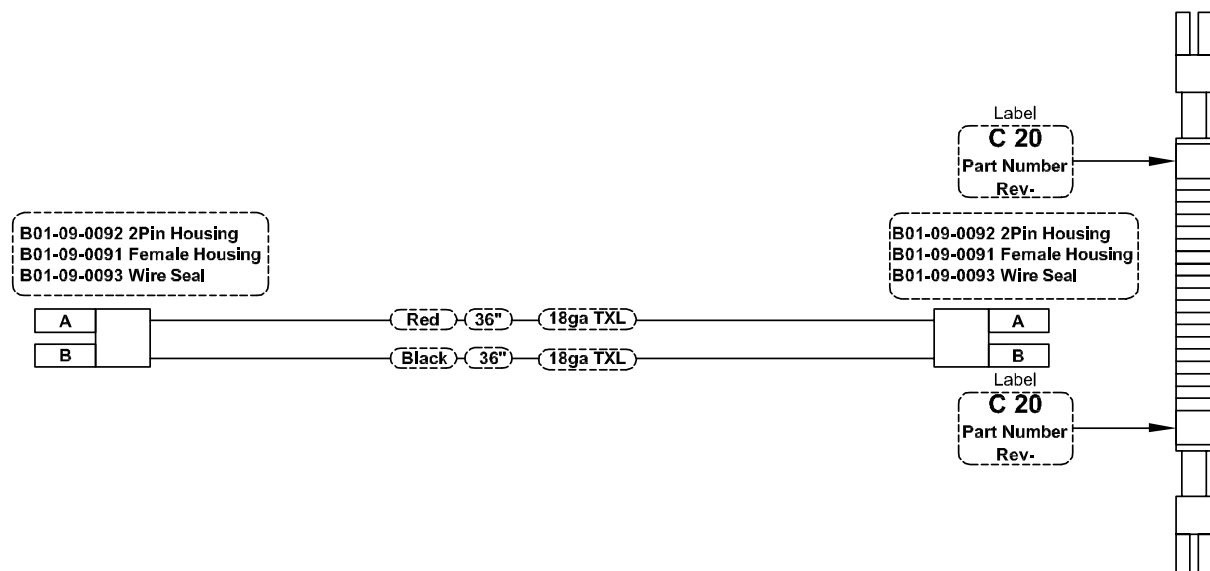 Label
C 20
Part Number
Rev-
B01-09-0092 2Pin Housing
B01-09-0091 Female Housing
B01-09-0093 Wire Seal
B01-09-0092 2Pin Housing
B01-09-0091 Female Housing
B01-09-0093 Wire Seal
A Red 36" 18ga TXL A
B Black 36" 18ga TXL B
Label
C 20
Part Number
Rev-